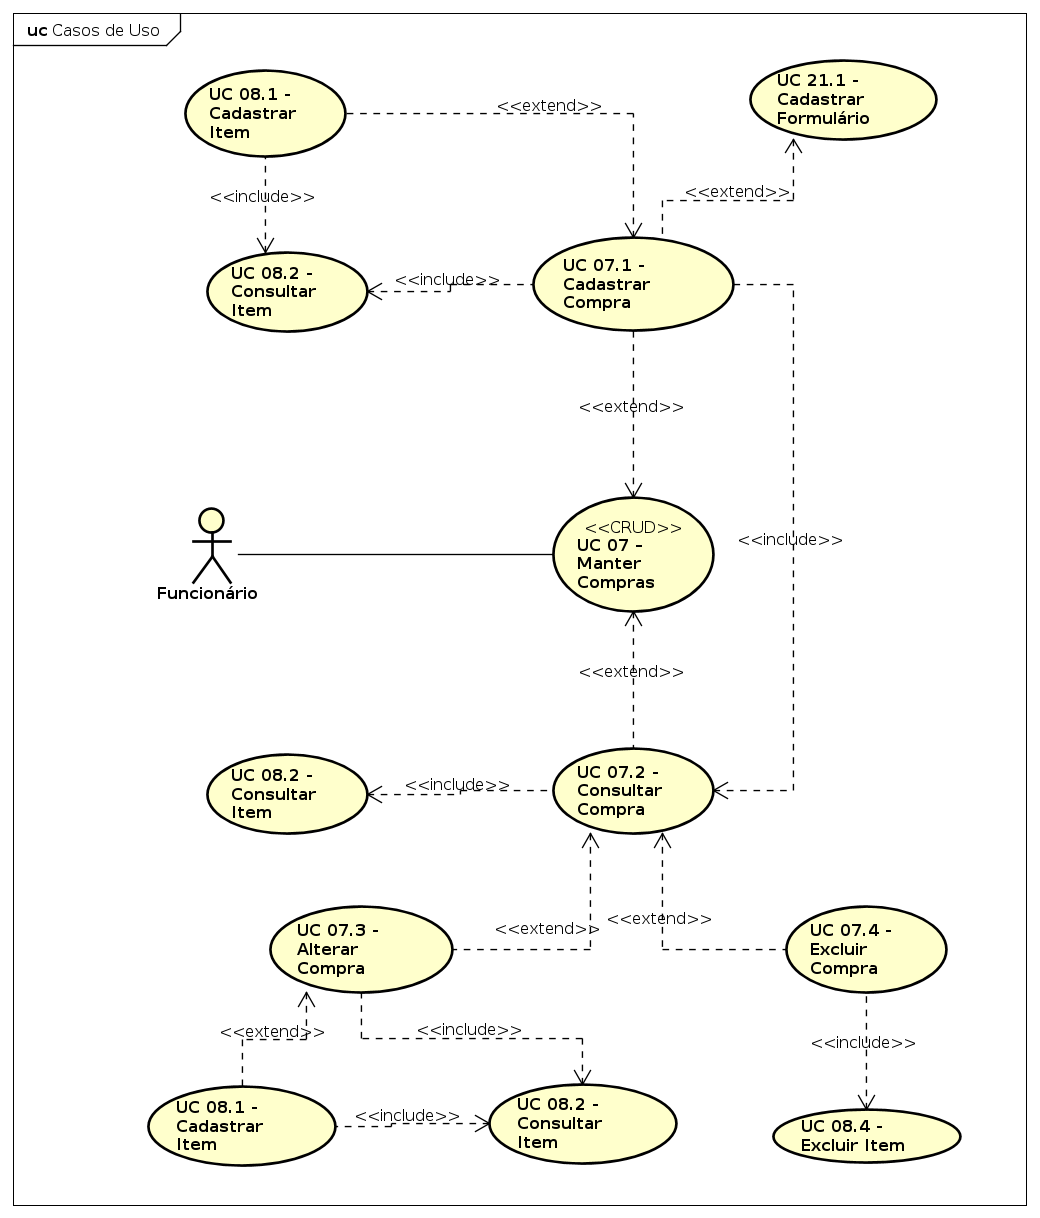 uc Casos de Uso
UC 08.1 -
Cadastrar
Item
<<extend>>
UC 21.1 -
Cadastrar
Formulário
<<include>>
<<extend>>
UC 08.2 -
Consultar
Item
<<include>>
UC 07.1 -
Cadastrar
Compra
<<extend>>
<<include>>
Funcionário
<<CRUD>>
UC 07 -
Manter
Compras
<<extend>>
UC 08.2 -
Consultar
Item
<<include>>
UC 07.2 -
Consultar
Compra
UC 07.3 -
Alterar
Compra
<<extend>>
<<extend>>
UC 07.4 -
Excluir
Compra
<<extend>>
<<include>>
<<include>>
UC 08.1 -
Cadastrar
Item
<<include>>
UC 08.2 -
Consultar
Item
UC 08.4 -
Excluir Item